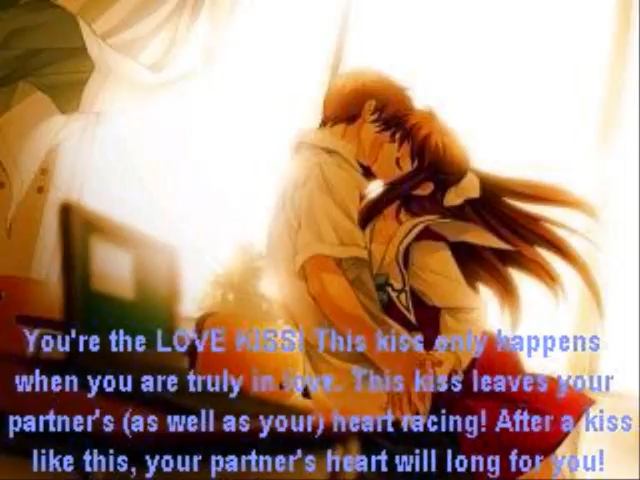 You're the LOVE KISS! This kiss only happens
when you are truly in love. This kiss leaves your
partner's (as well as your) heart racing! After a kiss
like this, your partner's heart will long for you!